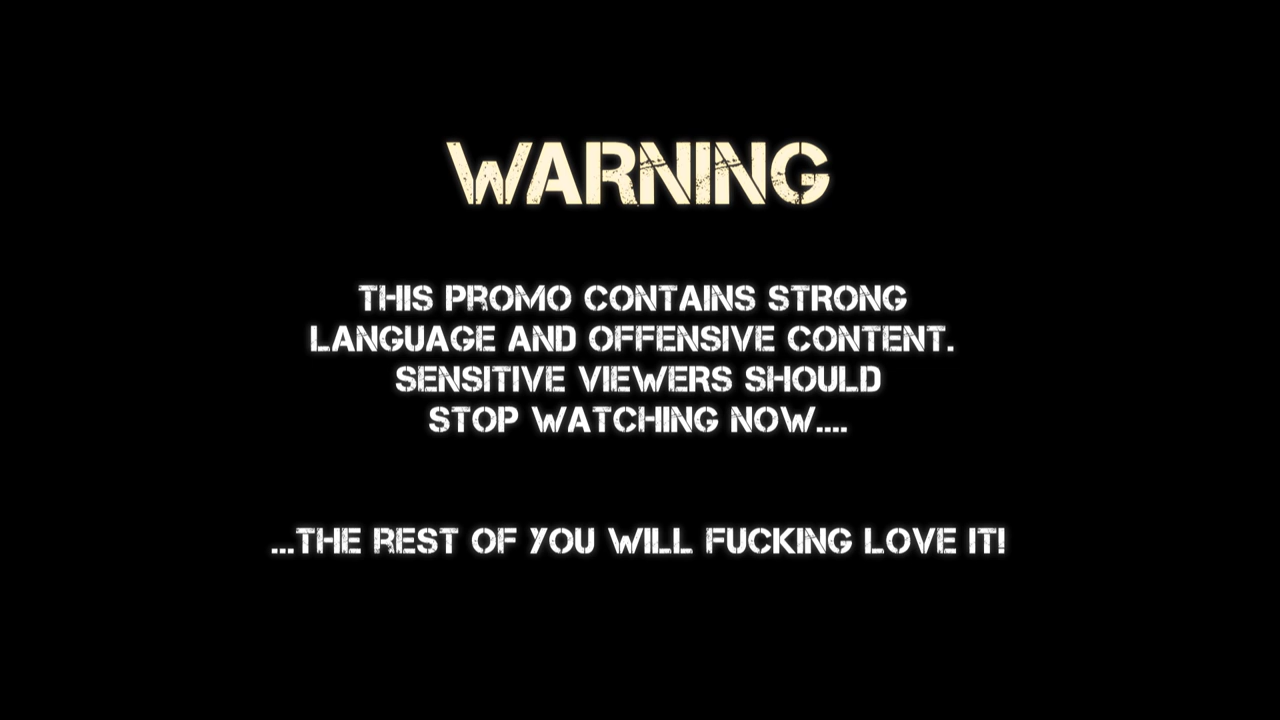 WARNING
THIS PROMO CONTAINS STRONG
LANGUAGE AND OFFENSIVE CONTENT.
SENSITIVE VIEWERS SHOULD
STOP WATCHING NOW....
...THE REST OF YOU WILL FUCKING LOVE IT!